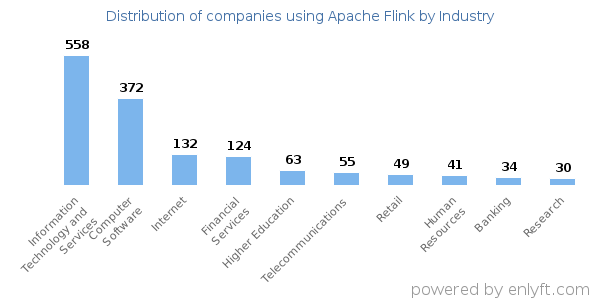 Distribution of companies using Apache Flink by Industry
558
372
132
124
63
55
49
41
34
30
Information
Technology and
Services
Computer
Software
Internet
Financial
Services
Higher Education
Telecommunications
Retail
Human
Resources
Banking
Research
powered by enlyft.com